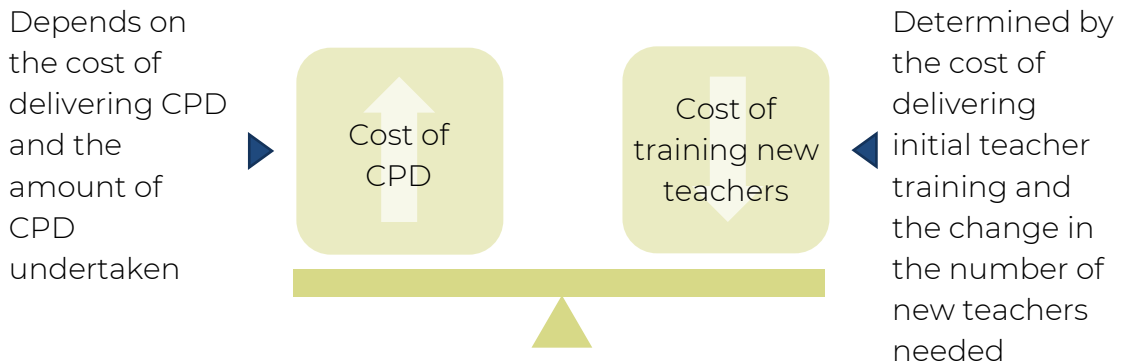 Depends on
the cost of
delivering CPD
and the
amount of
CPD
undertaken
Cost of
CPD
Cost of
training new
teachers
Determined by
the cost of
delivering
initial teacher
training and
the change in
the number of
new teachers
needed